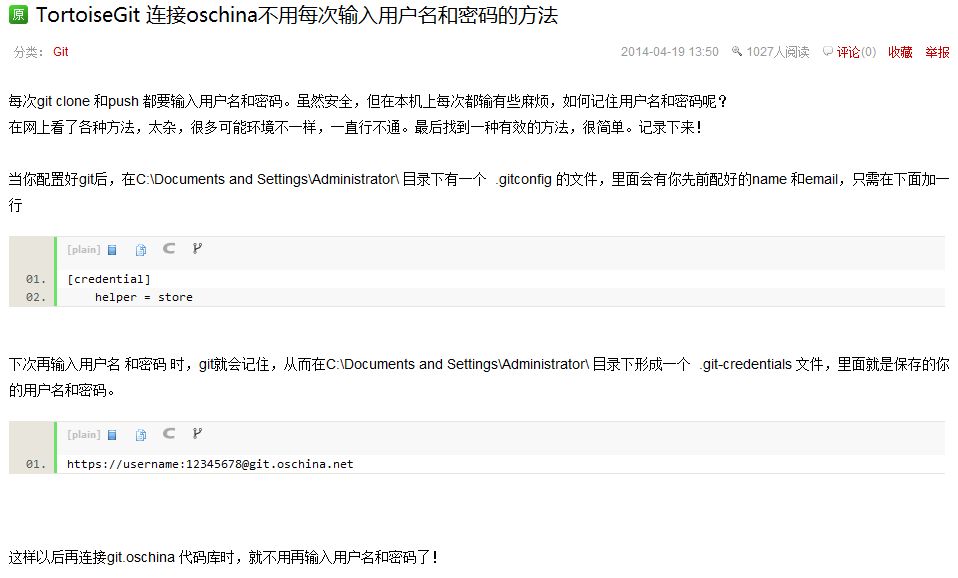 原 TortoiseGit 连接oschina不用每次输入用户名和密码的方法
分类： Git 2014-04-19 13:50 1027人阅读 评论(0) 收藏 举报
每次git clone 和push 都要输入用户名和密码。虽然安全，但在本机上每次都输有些麻烦，如何记住用户名和密码呢？
在网上看了各种方法，太杂，很多可能环境不一样，一直行不通。最后找到一种有效的方法，很简单。记录下来！
当你配置好git后，在C:\Documents and Settings\Administrator\ 目录下有一个 .gitconfig 的文件，里面会有你先前配好的name 和email，只需在下面加一
行
[plain]
01. [credential]
02.     helper = store
下次再输入用户名 和密码 时，git就会记住，从而在C:\Documents and Settings\Administrator\ 目录下形成一个 .git-credentials 文件，里面就是保存的你
的用户名和密码。
[plain]
01. https://username:12345678@git.oschina.net
这样以后再连接git.oschina 代码库时，就不用再输入用户名和密码了！